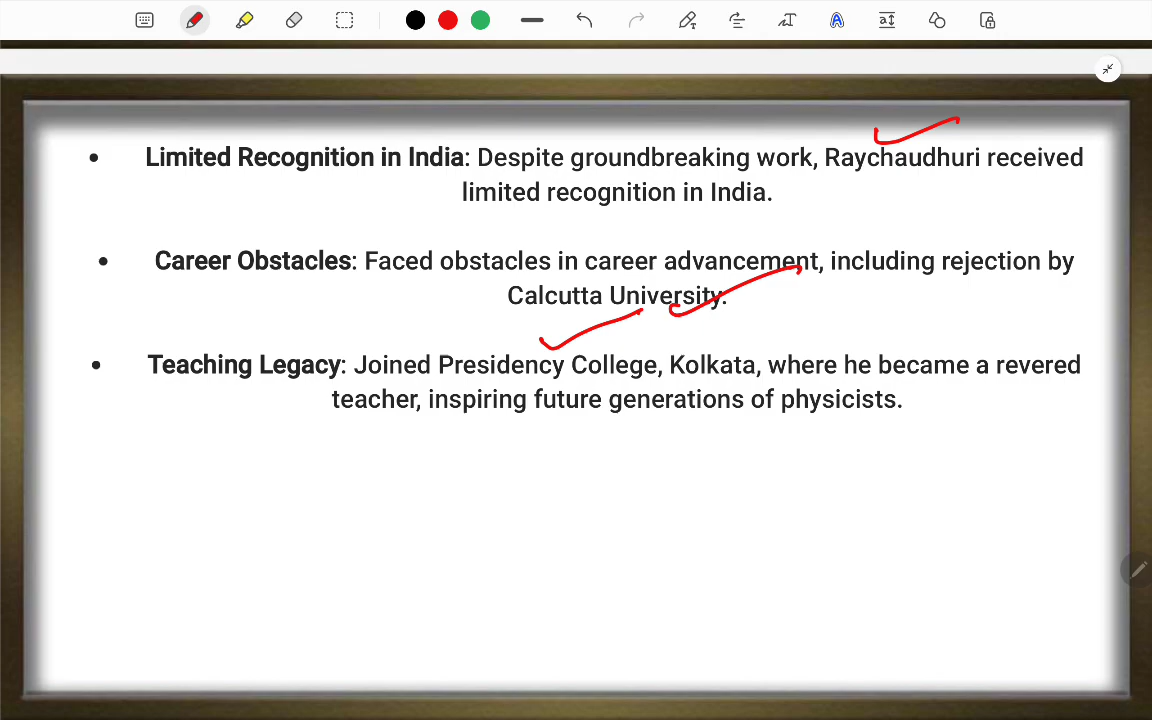 • Limited Recognition in India: Despite groundbreaking work, Raychaudhuri received
limited recognition in India.
• Career Obstacles: Faced obstacles in career advancement, including rejection by
Calcutta University.
• Teaching Legacy: Joined Presidency College, Kolkata, where he became a revered
teacher, inspiring future generations of physicists.